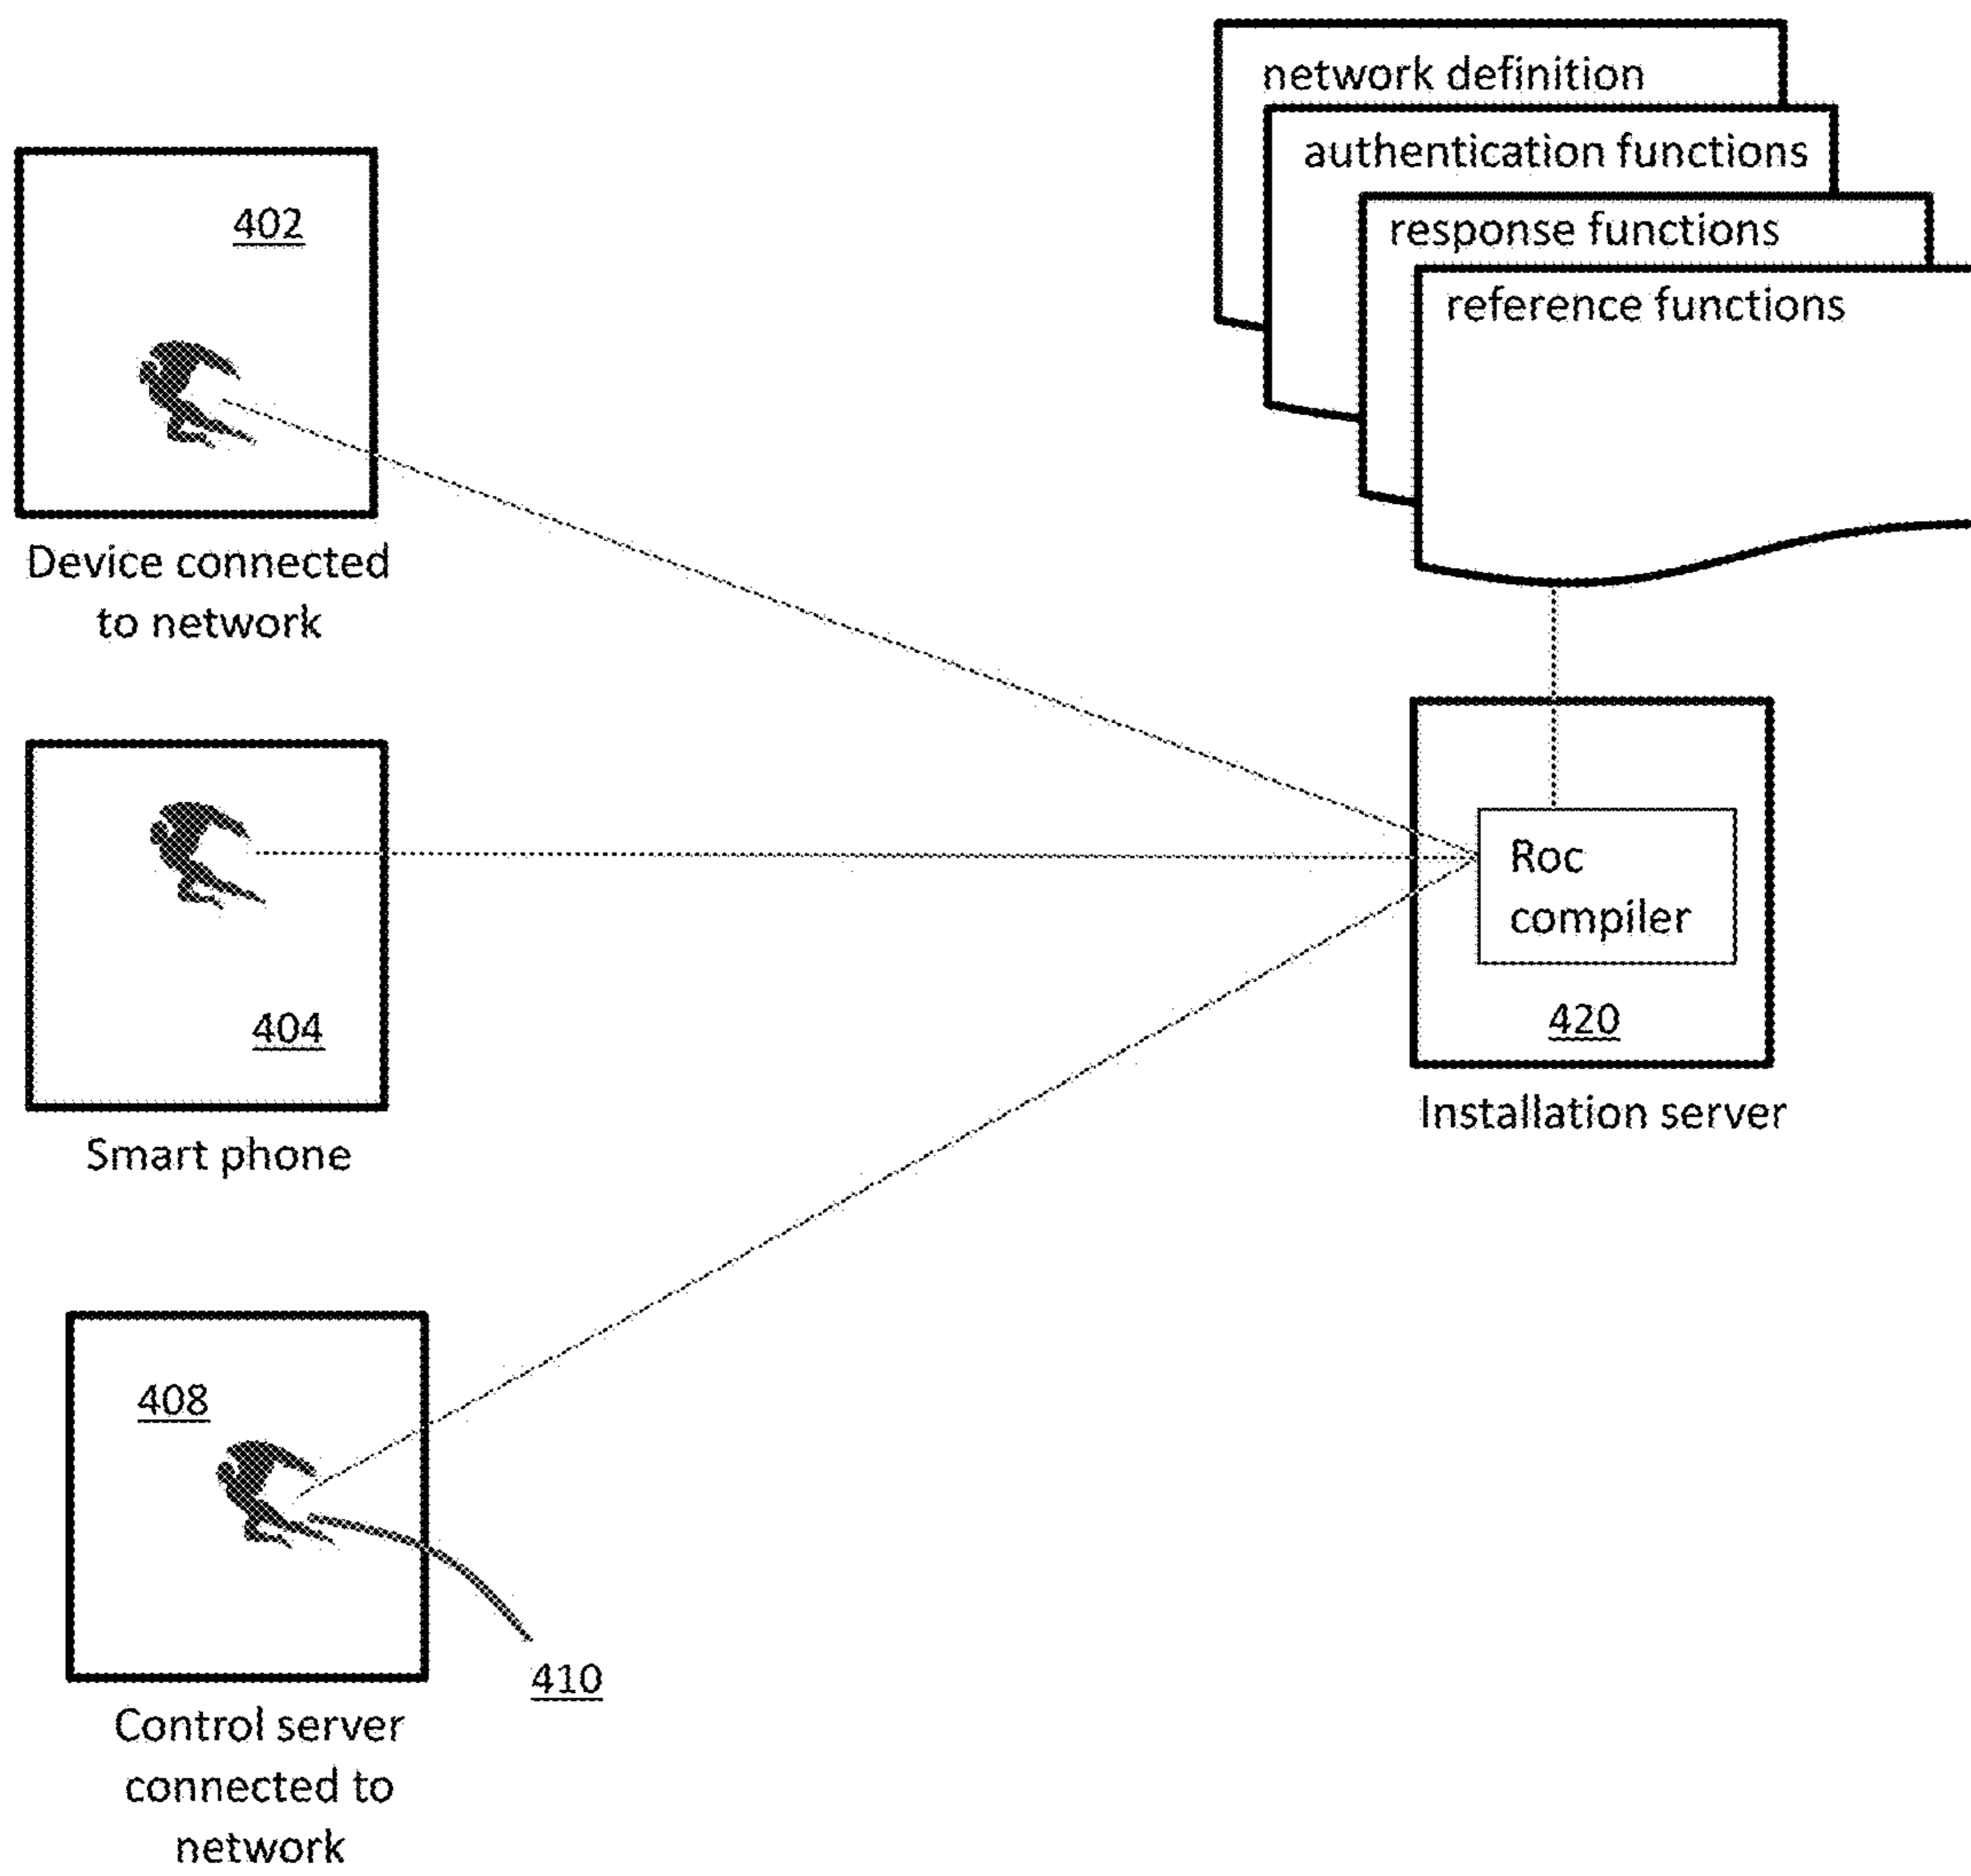 network definition
authentication functions
response functions
reference functions
402
Device connected
to network
404
Smart phone
Roc
compiler
420
Installation server
408
410
Control server
connected to
network